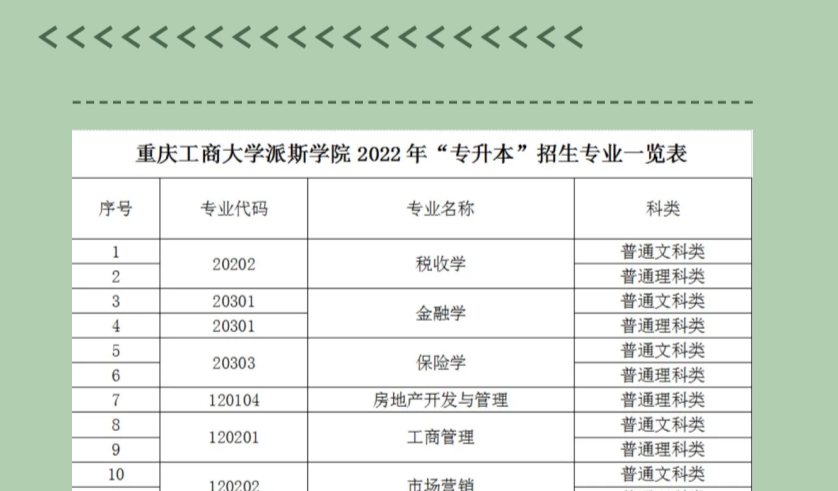 重庆工商大学派斯学院 2022 年“专升本”招生专业一览表
序号 专业代码 专业名称 科类
1 20202 税收学 普通文科类
2 普通理科类
3 20301 金融学 普通文科类
4 20301 普通理科类
5 20303 保险学 普通文科类
6 普通理科类
7 120104 房地产开发与管理 普通理科类
8 120201 工商管理 普通文科类
9 普通理科类
10 120202 市场营销 普通文科类